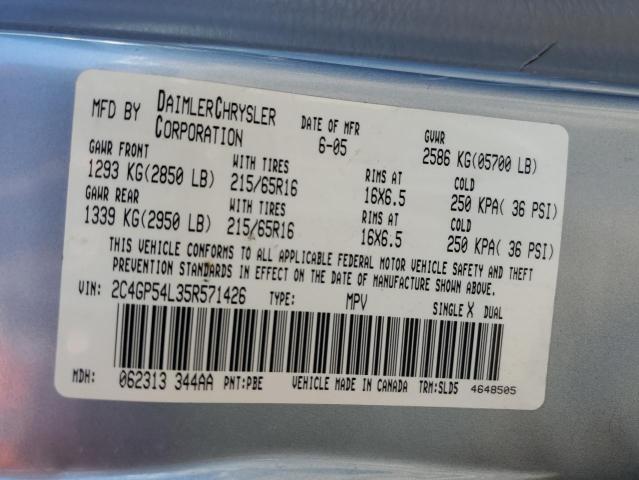 MFD BY DAIMLERCHRYSLER CORPORATION DATE OF MFR 6-05 GVWR 2586 KG(05700 LB)
GAWR FRONT WITH TIRES RIMS AT COLD
1293 KG(2850 LB) 215/65R16 16X6.5 250 KPA( 36 PSI)
GAWR REAR WITH TIRES RIMS AT COLD
1339 KG(2950 LB) 215/65R16 16X6.5 250 KPA( 36 PSI)
THIS VEHICLE CONFORMS TO ALL APPLICABLE FEDERAL MOTOR VEHICLE SAFETY AND THEFT
PREVENTION STANDARDS IN EFFECT ON THE DATE OF MANUFACTURE SHOWN ABOVE.
VIN: 2C4GP54L35R571426 TYPE: MPV SINGLE X DUAL
MDH: 062313 344AA PNT:PBE VEHICLE MADE IN CANADA TRM:SLD5 4648505